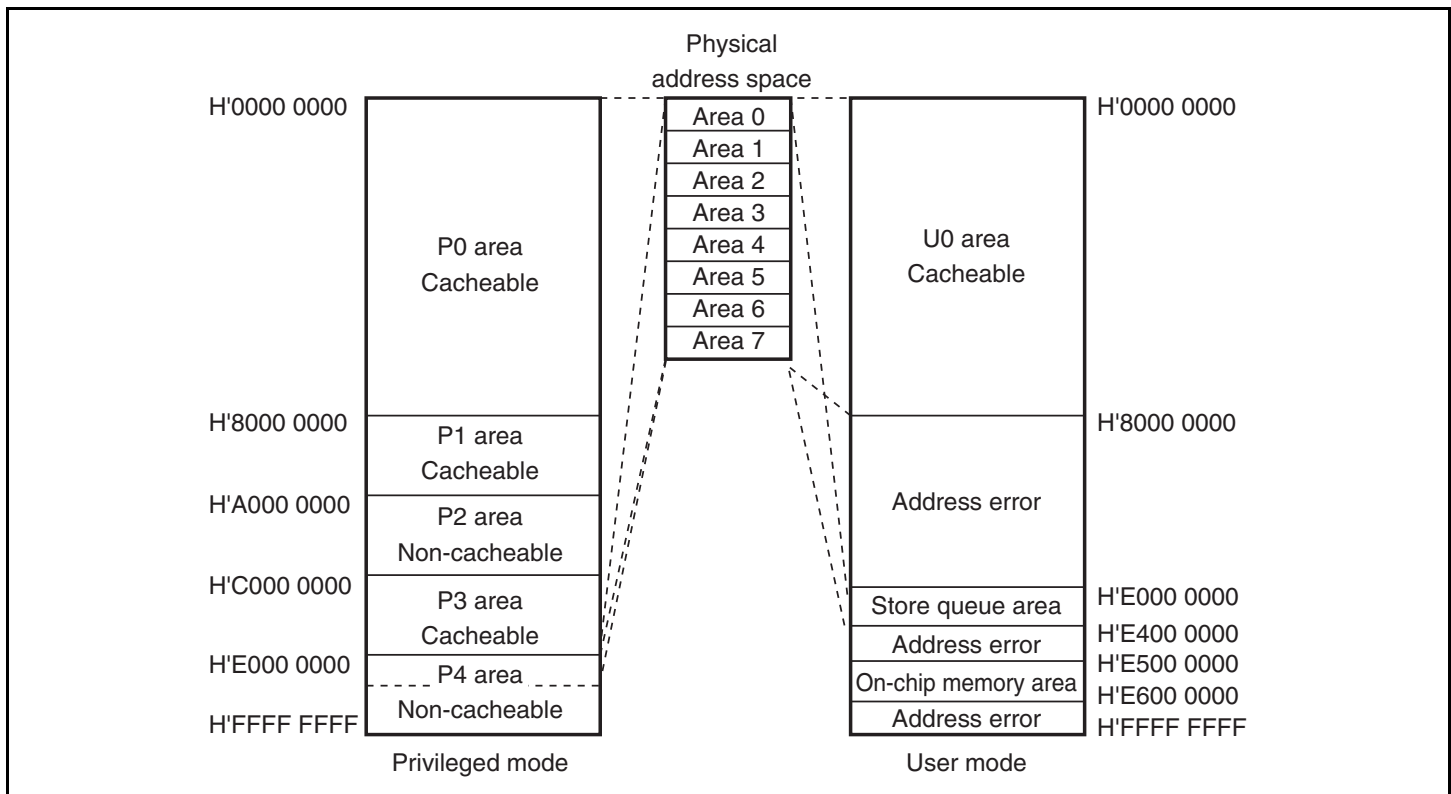 Physical
address space
H'0000 0000
H'0000 0000
Area 0
Area 1
Area 2
Area 3
Area 4
Area 5
Area 6
Area 7
P0 area
Cacheable
U0 area
Cacheable
H'8000 0000
H'8000 0000
P1 area
Cacheable
H'A000 0000
P2 area
Non-cacheable
Address error
H'C000 0000
P3 area
Cacheable
Store queue area
H'E000 0000
Address error
H'E400 0000
H'E000 0000
P4 area
H'E500 0000
On-chip memory area
H'E600 0000
Non-cacheable
Address error
H'FFFF FFFF
H'FFFF FFFF
Privileged mode
User mode